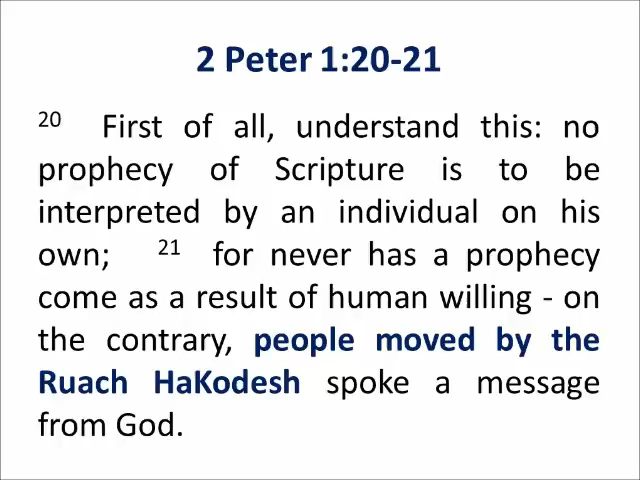 2 Peter 1:20-21
20 First of all, understand this: no
prophecy of Scripture is to be
interpreted by an individual on his
own; 21 for never has a prophecy
come as a result of human willing - on
the contrary, people moved by the
Ruach HaKodesh spoke a message
from God.